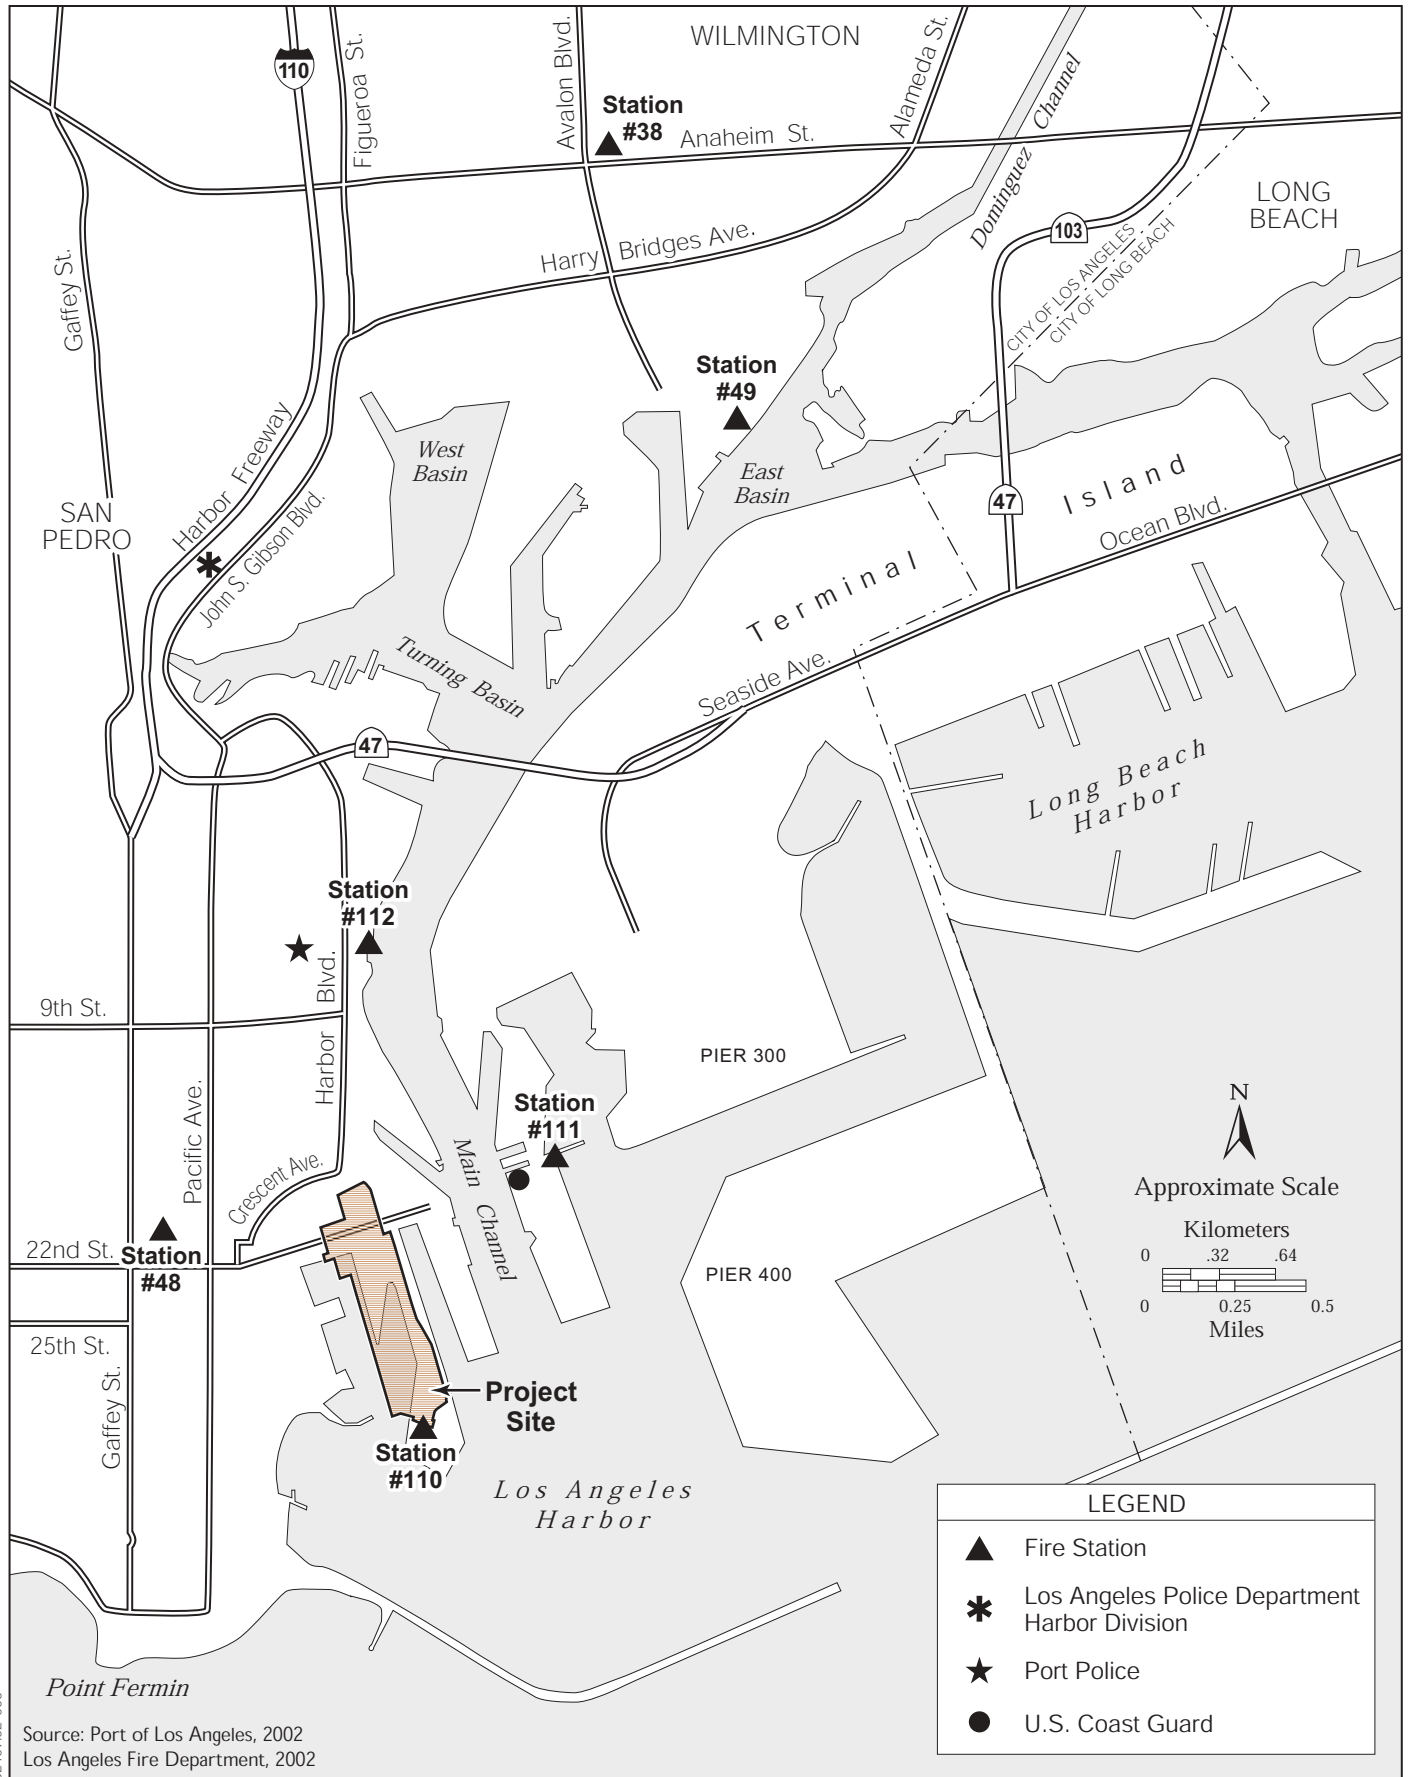 WILMINGTON
110
Figueroa St.
Avalon Blvd.
Alameda St.
Dominguez Channel
Station
#38
Anaheim St.
LONG
BEACH
103
Harry Bridges Ave.
CITY OF LOS ANGELES
CITY OF LONG BEACH
Gaffey St.
Station
#49
Harbor Freeway
West
Basin
East
Basin
47
Island
Ocean Blvd.
SAN
PEDRO
John S. Gibson Blvd.
Terminal
Turning Basin
Seaside Ave.
47
Long Beach
Harbor
Station
#112
Harbor Blvd.
9th St.
PIER 300
Station
#111
Pacific Ave.
Main Channel
Crescent Ave.
N
Approximate Scale
Kilometers
0 .32 .64
0 0.25 0.5
Miles
22nd St.
Station
#48
PIER 400
25th St.
Gaffey St.
Project
Site
Station
#110
Los Angeles
Harbor
LEGEND
Fire Station
Los Angeles Police Department
Harbor Division
Port Police
U.S. Coast Guard
Point Fermin
Source: Port of Los Angeles, 2002
Los Angeles Fire Department, 2002